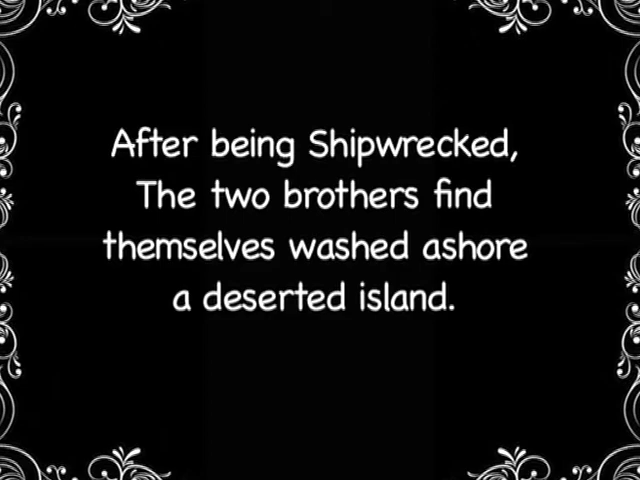 After being Shipwrecked,
The two brothers find
themselves washed ashore
a deserted island.